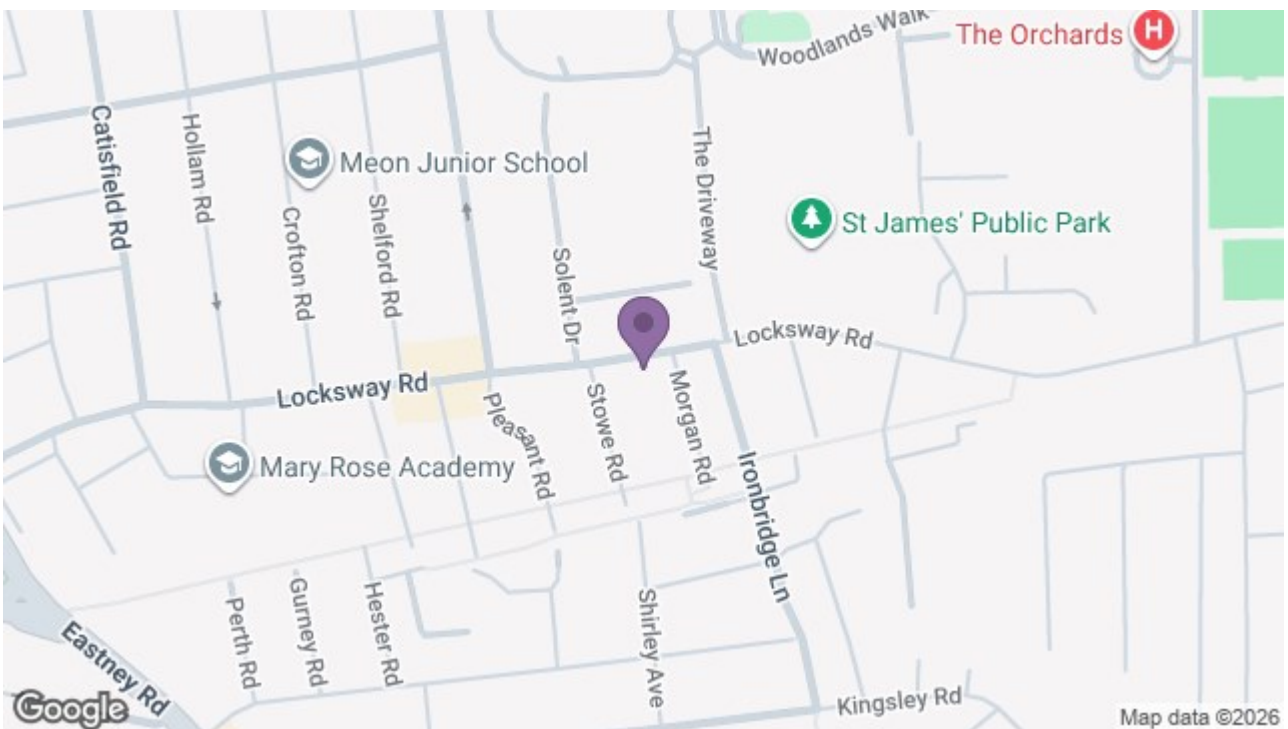 Woodlands Walk
The Orchards
H
Catisfield Rd
Hollam Rd
Meon Junior School
Crofton Rd
Shelford Rd
The Driveway
St James' Public Park
Solent Dr
Locksway Rd
Locksway Rd
Pleasant Rd
Stowe Rd
Morgan Rd
Mary Rose Academy
Ironbridge Ln
Perth Rd
Gurney Rd
Hester Rd
Shirley Ave
Eastney Rd
Kingsley Rd
Google
Map data ©2026